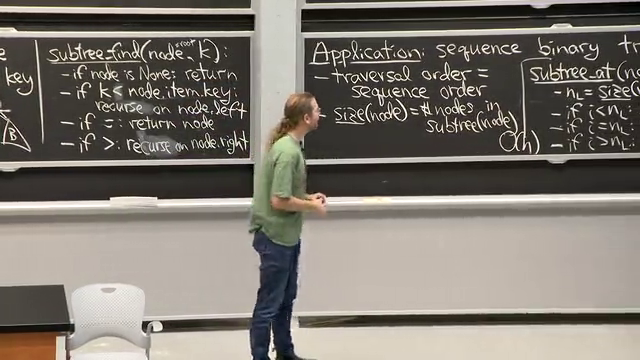 key
B
subtree_find(node, k):
- if node is None: return
- if k < node.item.key:
recurse on node.left
- if =: return node
- if >: recurse on node.right
Application: sequence binary
- traversal order =
sequence order
- size(node) = # nodes in
subtree(node)
O(h)
subtree_at(
- nL = size(
- if i < nL:
- if i = nL:
- if i > nL: